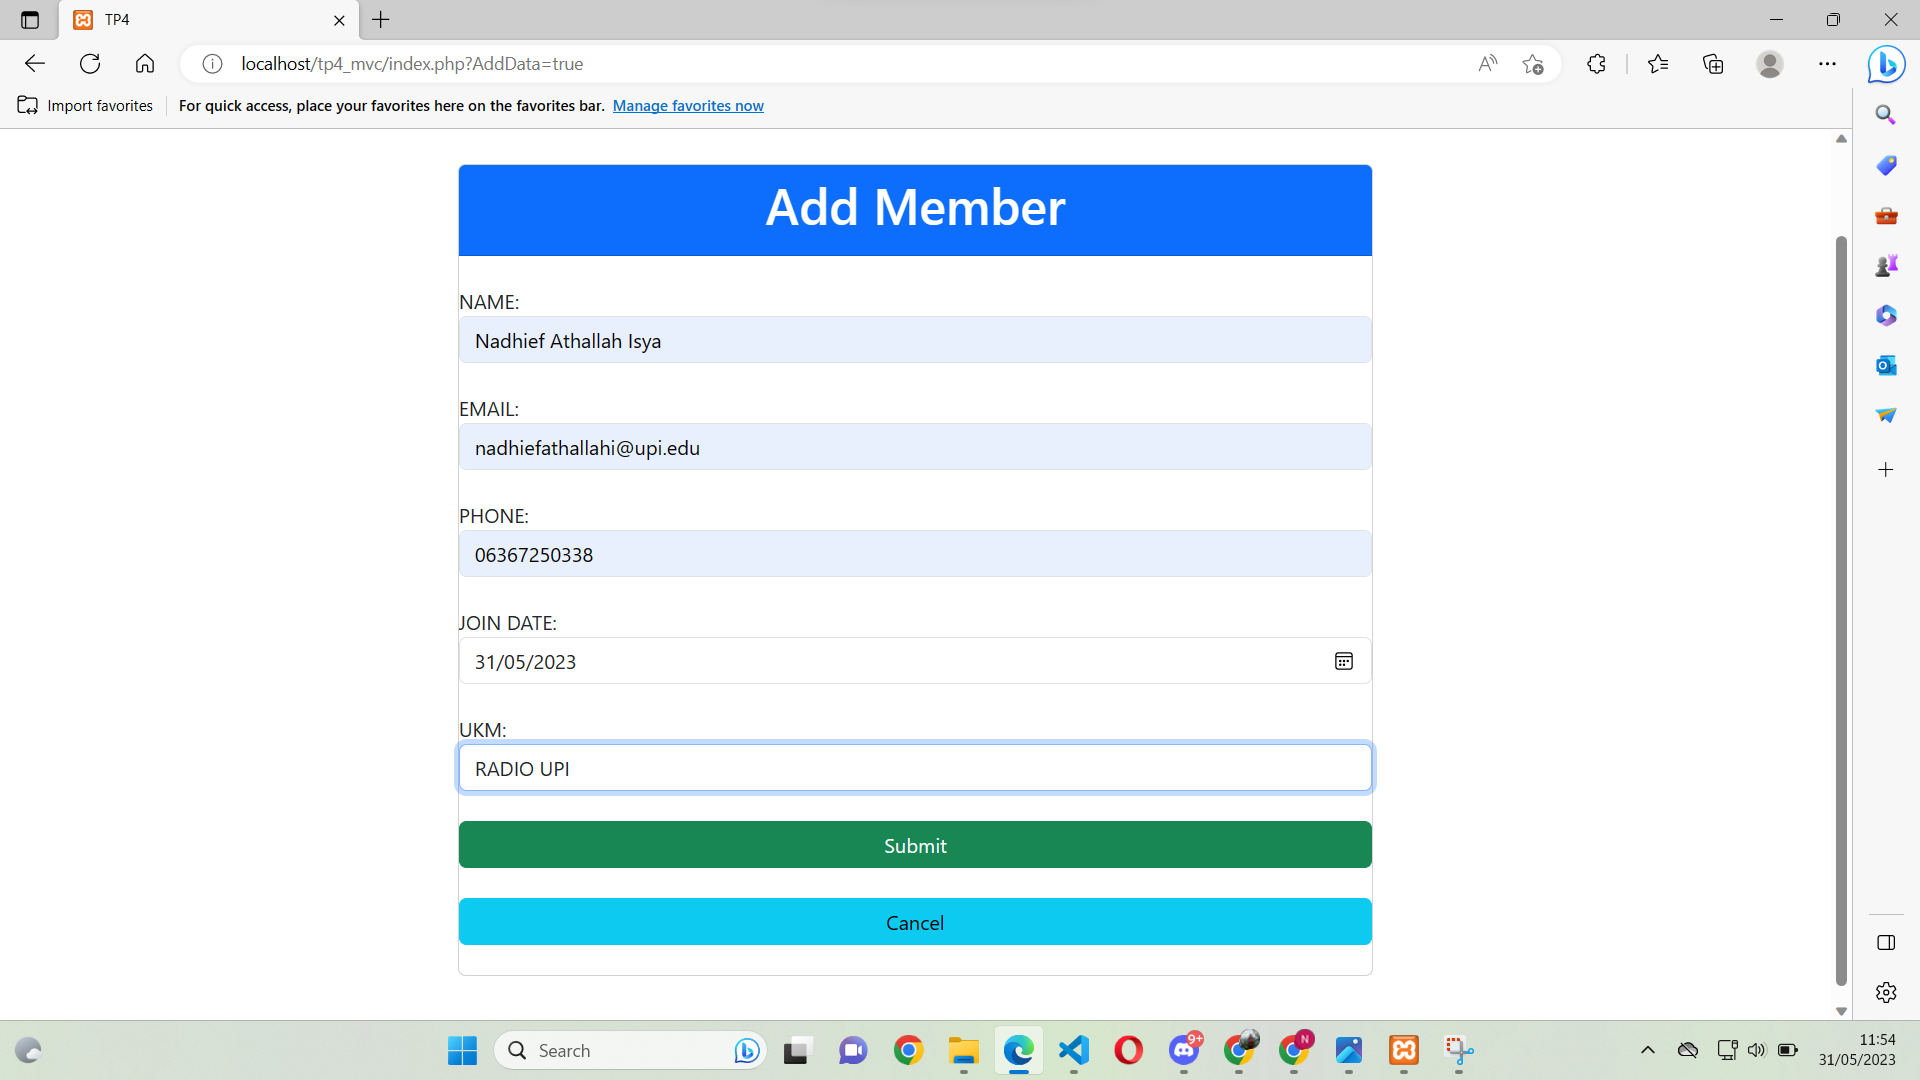 TP4
localhost/tp4_mvc/index.php?AddData=true
Import favorites
For quick access, place your favorites here on the favorites bar. Manage favorites now
Add Member
NAME:
Nadhief Athallah Isya
EMAIL:
nadhiefathallahi@upi.edu
PHONE:
06367250338
JOIN DATE:
31/05/2023
UKM:
RADIO UPI
Submit
Cancel
Search
9+
N
11:54
31/05/2023